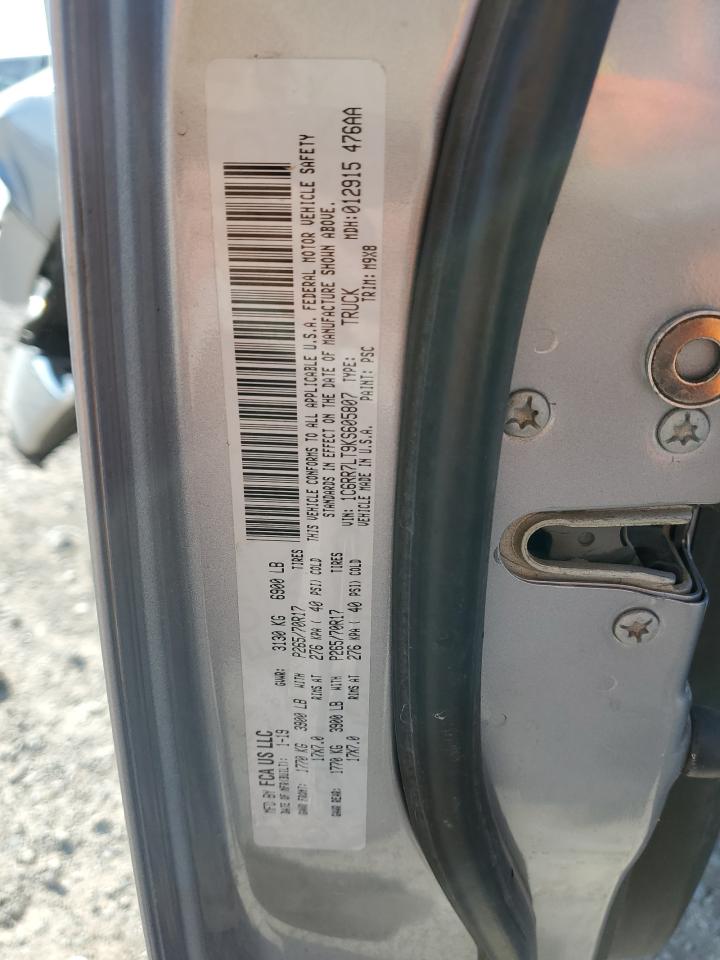 MFD BY FCA US LLC
DATE OF MFR(BUILT): 1-19 GVWR: 3130 KG 6900 LB
GAWR FRONT: 1770 KG 3900 LB WITH P265/70R17 TIRES
17X7.0 RIMS AT 276 KPA ( 40 PSI) COLD
GAWR REAR: 1770 KG 3900 LB WITH P265/70R17 TIRES
17X7.0 RIMS AT 276 KPA ( 40 PSI) COLD
THIS VEHICLE CONFORMS TO ALL APPLICABLE U.S.A. FEDERAL MOTOR VEHICLE SAFETY
STANDARDS IN EFFECT ON THE DATE OF MANUFACTURE SHOWN ABOVE.
VIN: 1C6RR7LT9KS605807 TYPE: TRUCK MDH:012915 476AA
VEHICLE MADE IN U.S.A. PAINT: PSC TRIM: M9X8